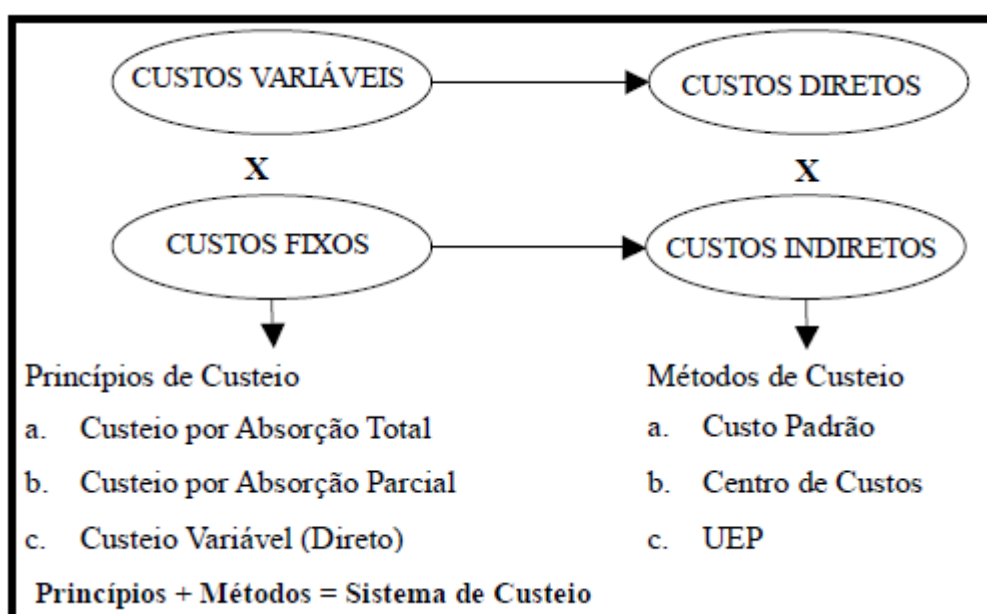 CUSTOS VARIÁVEIS
CUSTOS DIRETOS
X
X
CUSTOS FIXOS
CUSTOS INDIRETOS
Princípios de Custeio
a. Custeio por Absorção Total
b. Custeio por Absorção Parcial
c. Custeio Variável (Direto)
Métodos de Custeio
a. Custo Padrão
b. Centro de Custos
c. UEP
Princípios + Métodos = Sistema de Custeio